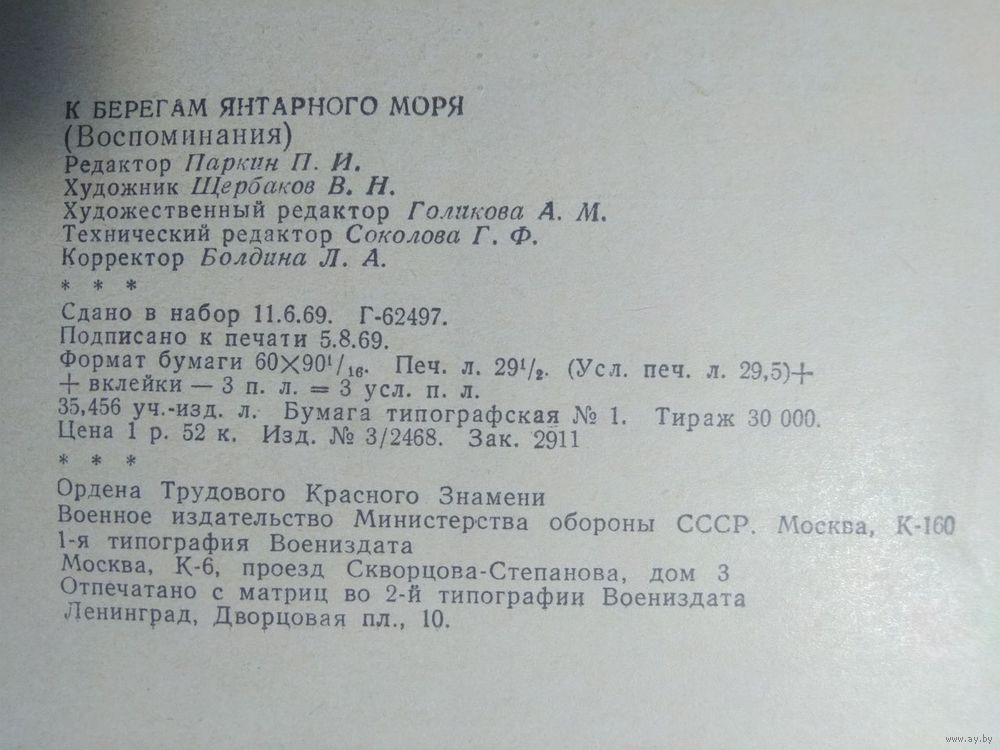 К БЕРЕГАМ ЯНТАРНОГО МОРЯ
(Воспоминания)
Редактор Паркин П. И.
Художник Щербаков В. Н.
Художественный редактор Голикова А. М.
Технический редактор Соколова Г. Ф.
Корректор Болдина Л. А.
* * *
Сдано в набор 11.6.69. Г-62497.
Подписано к печати 5.8.69.
Формат бумаги 60×90¹/₁₆. Печ. л. 29¹/₂. (Усл. печ. л. 29,5)+
+ вклейки — 3 п. л. = 3 усл. п. л.
35,456 уч.-изд. л. Бумага типографская № 1. Тираж 30 000.
Цена 1 р. 52 к. Изд. № 3/2468. Зак. 2911
* * *
Ордена Трудового Красного Знамени
Военное издательство Министерства обороны СССР. Москва, К-160
1-я типография Воениздата
Москва, К-6, проезд Скворцова-Степанова, дом 3
Отпечатано с матриц во 2-й типографии Воениздата
Ленинград, Дворцовая пл., 10.
www.ay.by